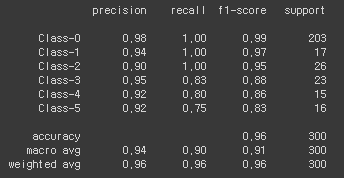 precision recall f1-score support
Class-0 0,98 1,00 0,99 203
Class-1 0,94 1,00 0,97 17
Class-2 0,90 1,00 0,95 26
Class-3 0,95 0,83 0,88 23
Class-4 0,92 0,80 0,86 15
Class-5 0,92 0,75 0,83 16
accuracy 0,96 300
macro avg 0,94 0,90 0,91 300
weighted avg 0,96 0,96 0,96 300